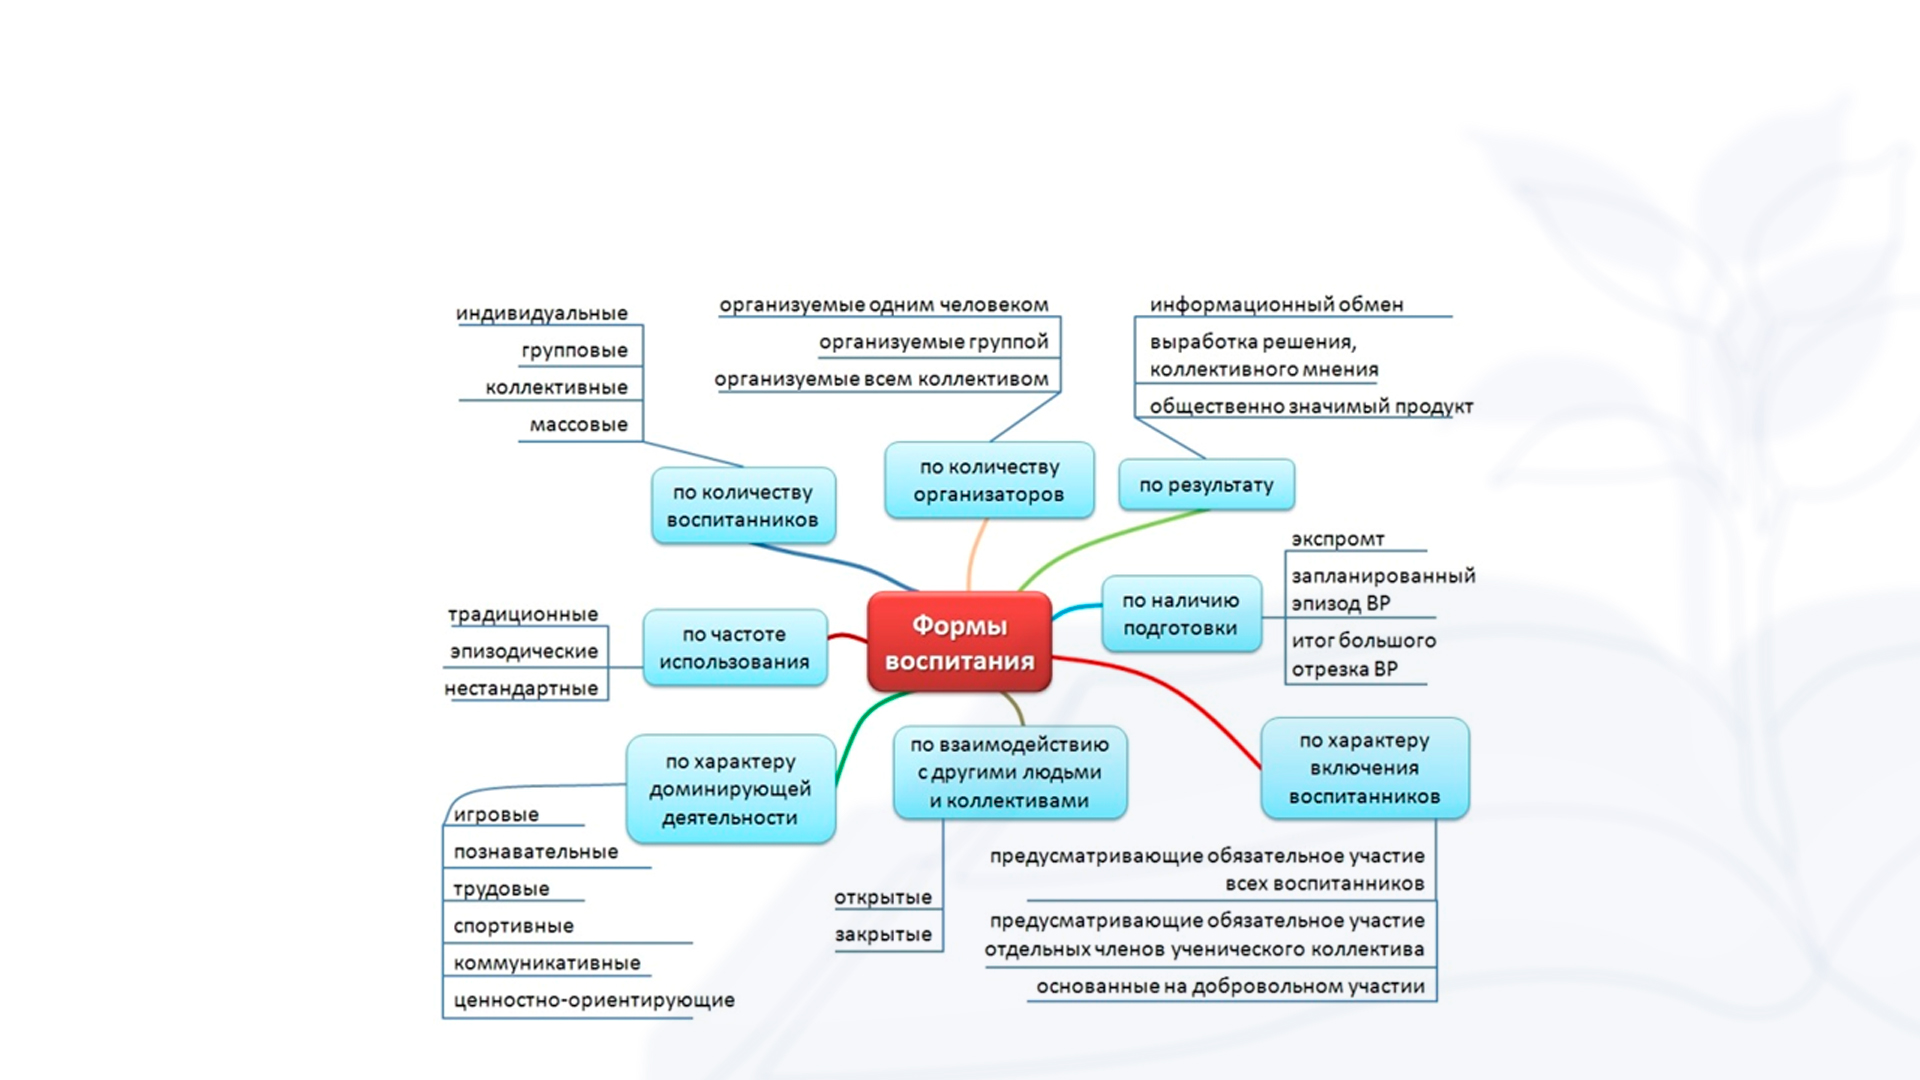 индивидуальные
групповые
коллективные
массовые
организуемые одним человеком
организуемые группой
организуемые всем коллективом
информационный обмен
выработка решения,
коллективного мнения
общественно значимый продукт
по количеству
воспитанников
по количеству
организаторов
по результату
традиционные
эпизодические
нестандартные
по частоте
использования
Формы
воспитания
по наличию
подготовки
экспромт
запланированный
эпизод ВР
итог большого
отрезка ВР
по характеру
доминирующей
деятельности
по взаимодействию
с другими людьми
и коллективами
по характеру
включения
воспитанников
игровые
познавательные
трудовые
спортивные
коммуникативные
ценностно-ориентирующие
открытые
закрытые
предусматривающие обязательное участие
всех воспитанников
предусматривающие обязательное участие
отдельных членов ученического коллектива
основанные на добровольном участии